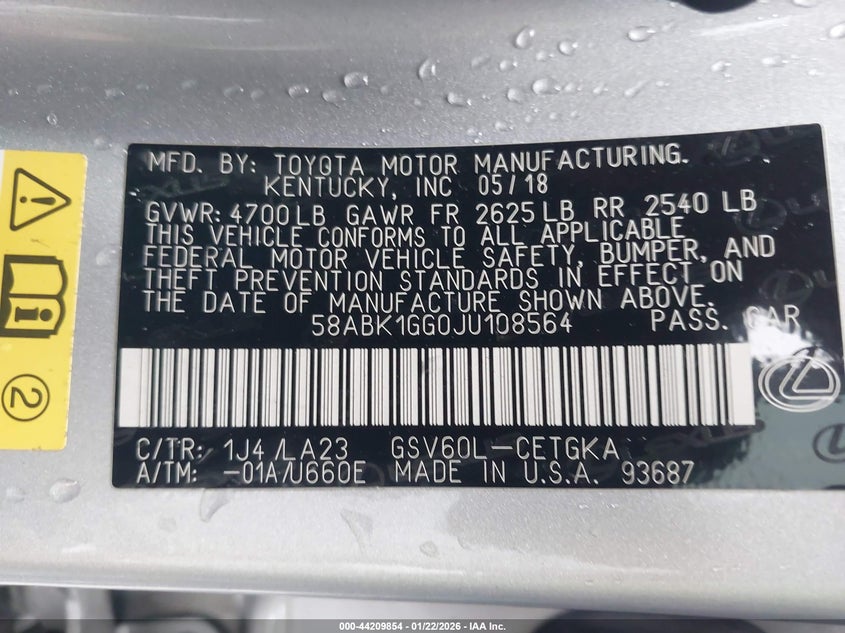 MFD. BY: TOYOTA MOTOR MANUFACTURING.
KENTUCKY, INC 05/18
GVWR: 4700LB GAWR FR 2625LB RR 2540 LB
THIS VEHICLE CONFORMS TO ALL APPLICABLE
FEDERAL MOTOR VEHICLE SAFETY, BUMPER, AND
THEFT PREVENTION STANDARDS IN EFFECT ON
THE DATE OF MANUFACTURE SHOWN ABOVE.
58ABK1GG0JU108564 PASS. CAR
C/TR: 1J4 /LA23 GSV60L-CETGKA
A/TM: -01A/U660E MADE IN U.S.A. 93687
2
000-44209854 - 01/22/2026 - IAA Inc.